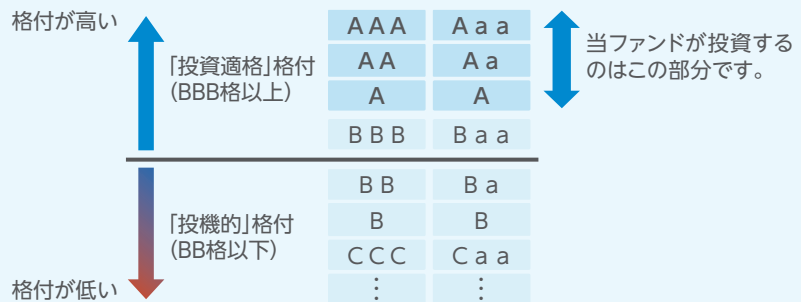 格付が高い
「投資適格」格付
(BBB格以上)
AAA Aaa
AA Aa
A A
BBB Baa
当ファンドが投資する
のはこの部分です。
「投機的」格付
(BB格以下)
BB Ba
B B
CCC Caa
⋮ ⋮
格付が低い